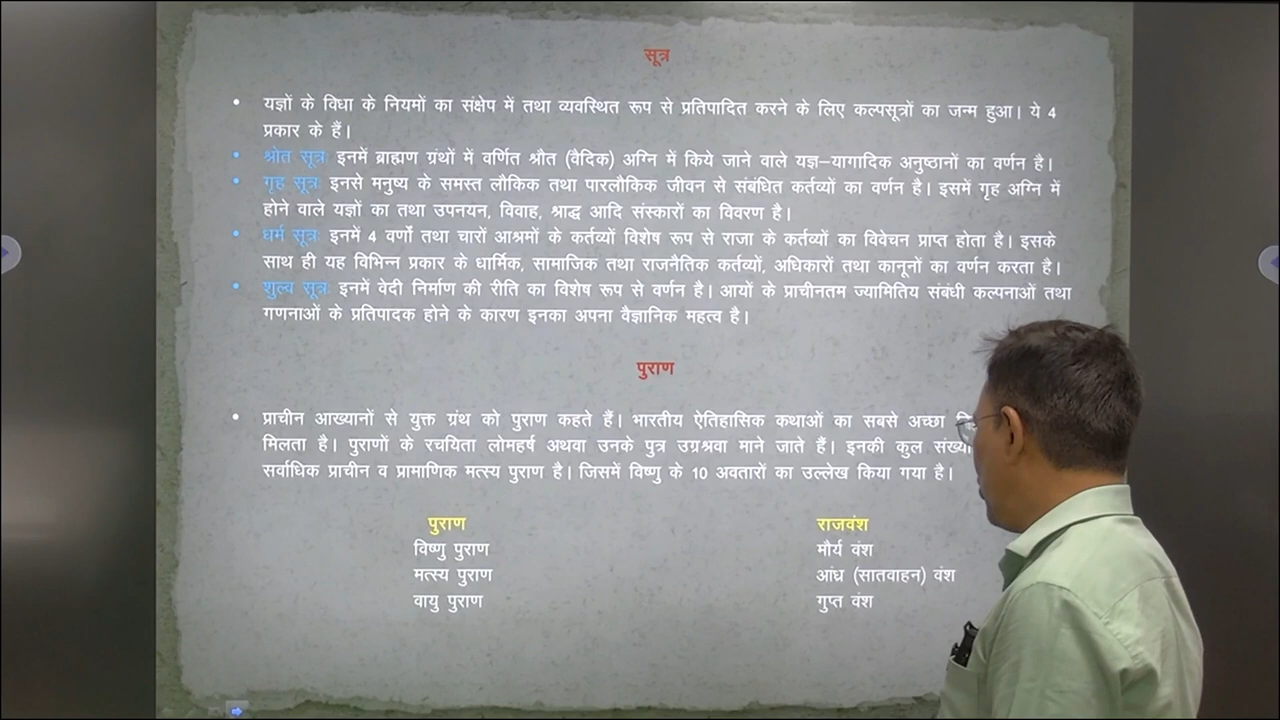 सूत्र
• यज्ञों के विधा के नियमों का संक्षेप में तथा व्यवस्थित रूप से प्रतिपादित करने के लिए कल्पसूत्रों का जन्म हुआ। ये 4
प्रकार के हैं।
• श्रोत सूत्रः इनमें ब्राह्मण ग्रंथों में वर्णित श्रौत (वैदिक) अग्नि में किये जाने वाले यज्ञ–यागादिक अनुष्ठानों का वर्णन है।
• गृह सूत्रः इनसे मनुष्य के समस्त लौकिक तथा पारलौकिक जीवन से संबंधित कर्तव्यों का वर्णन है। इसमें गृह अग्नि में
होने वाले यज्ञों का तथा उपनयन, विवाह, श्राद्ध आदि संस्कारों का विवरण है।
• धर्म सूत्रः इनमें 4 वर्णों तथा चारों आश्रमों के कर्तव्यों विशेष रूप से राजा के कर्तव्यों का विवेचन प्राप्त होता है। इसके
साथ ही यह विभिन्न प्रकार के धार्मिक, सामाजिक तथा राजनैतिक कर्तव्यों, अधिकारों तथा कानूनों का वर्णन करता है।
• शुल्व सूत्रः इनमें वेदी निर्माण की रीति का विशेष रूप से वर्णन है। आयों के प्राचीनतम ज्यामितिय संबंधी कल्पनाओं तथा
गणनाओं के प्रतिपादक होने के कारण इनका अपना वैज्ञानिक महत्व है।
पुराण
• प्राचीन आख्यानों से युक्त ग्रंथ को पुराण कहते हैं। भारतीय ऐतिहासिक कथाओं का सबसे अच्छा
मिलता है। पुराणों के रचयिता लोमहर्ष अथवा उनके पुत्र उग्रश्रवा माने जाते हैं। इनकी कुल संख्या
सर्वाधिक प्राचीन व प्रामाणिक मत्स्य पुराण है। जिसमें विष्णु के 10 अवतारों का उल्लेख किया गया है।
पुराण राजवंश
विष्णु पुराण मौर्य वंश
मत्स्य पुराण आंध्र (सातवाहन) वंश
वायु पुराण गुप्त वंश